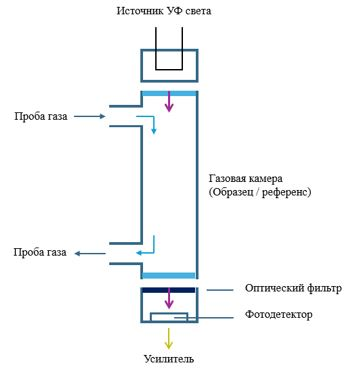 Источник УФ света
Проба газа
Газовая камера
(Образец / референс)
Проба газа
Оптический фильтр
Фотодетектор
Усилитель